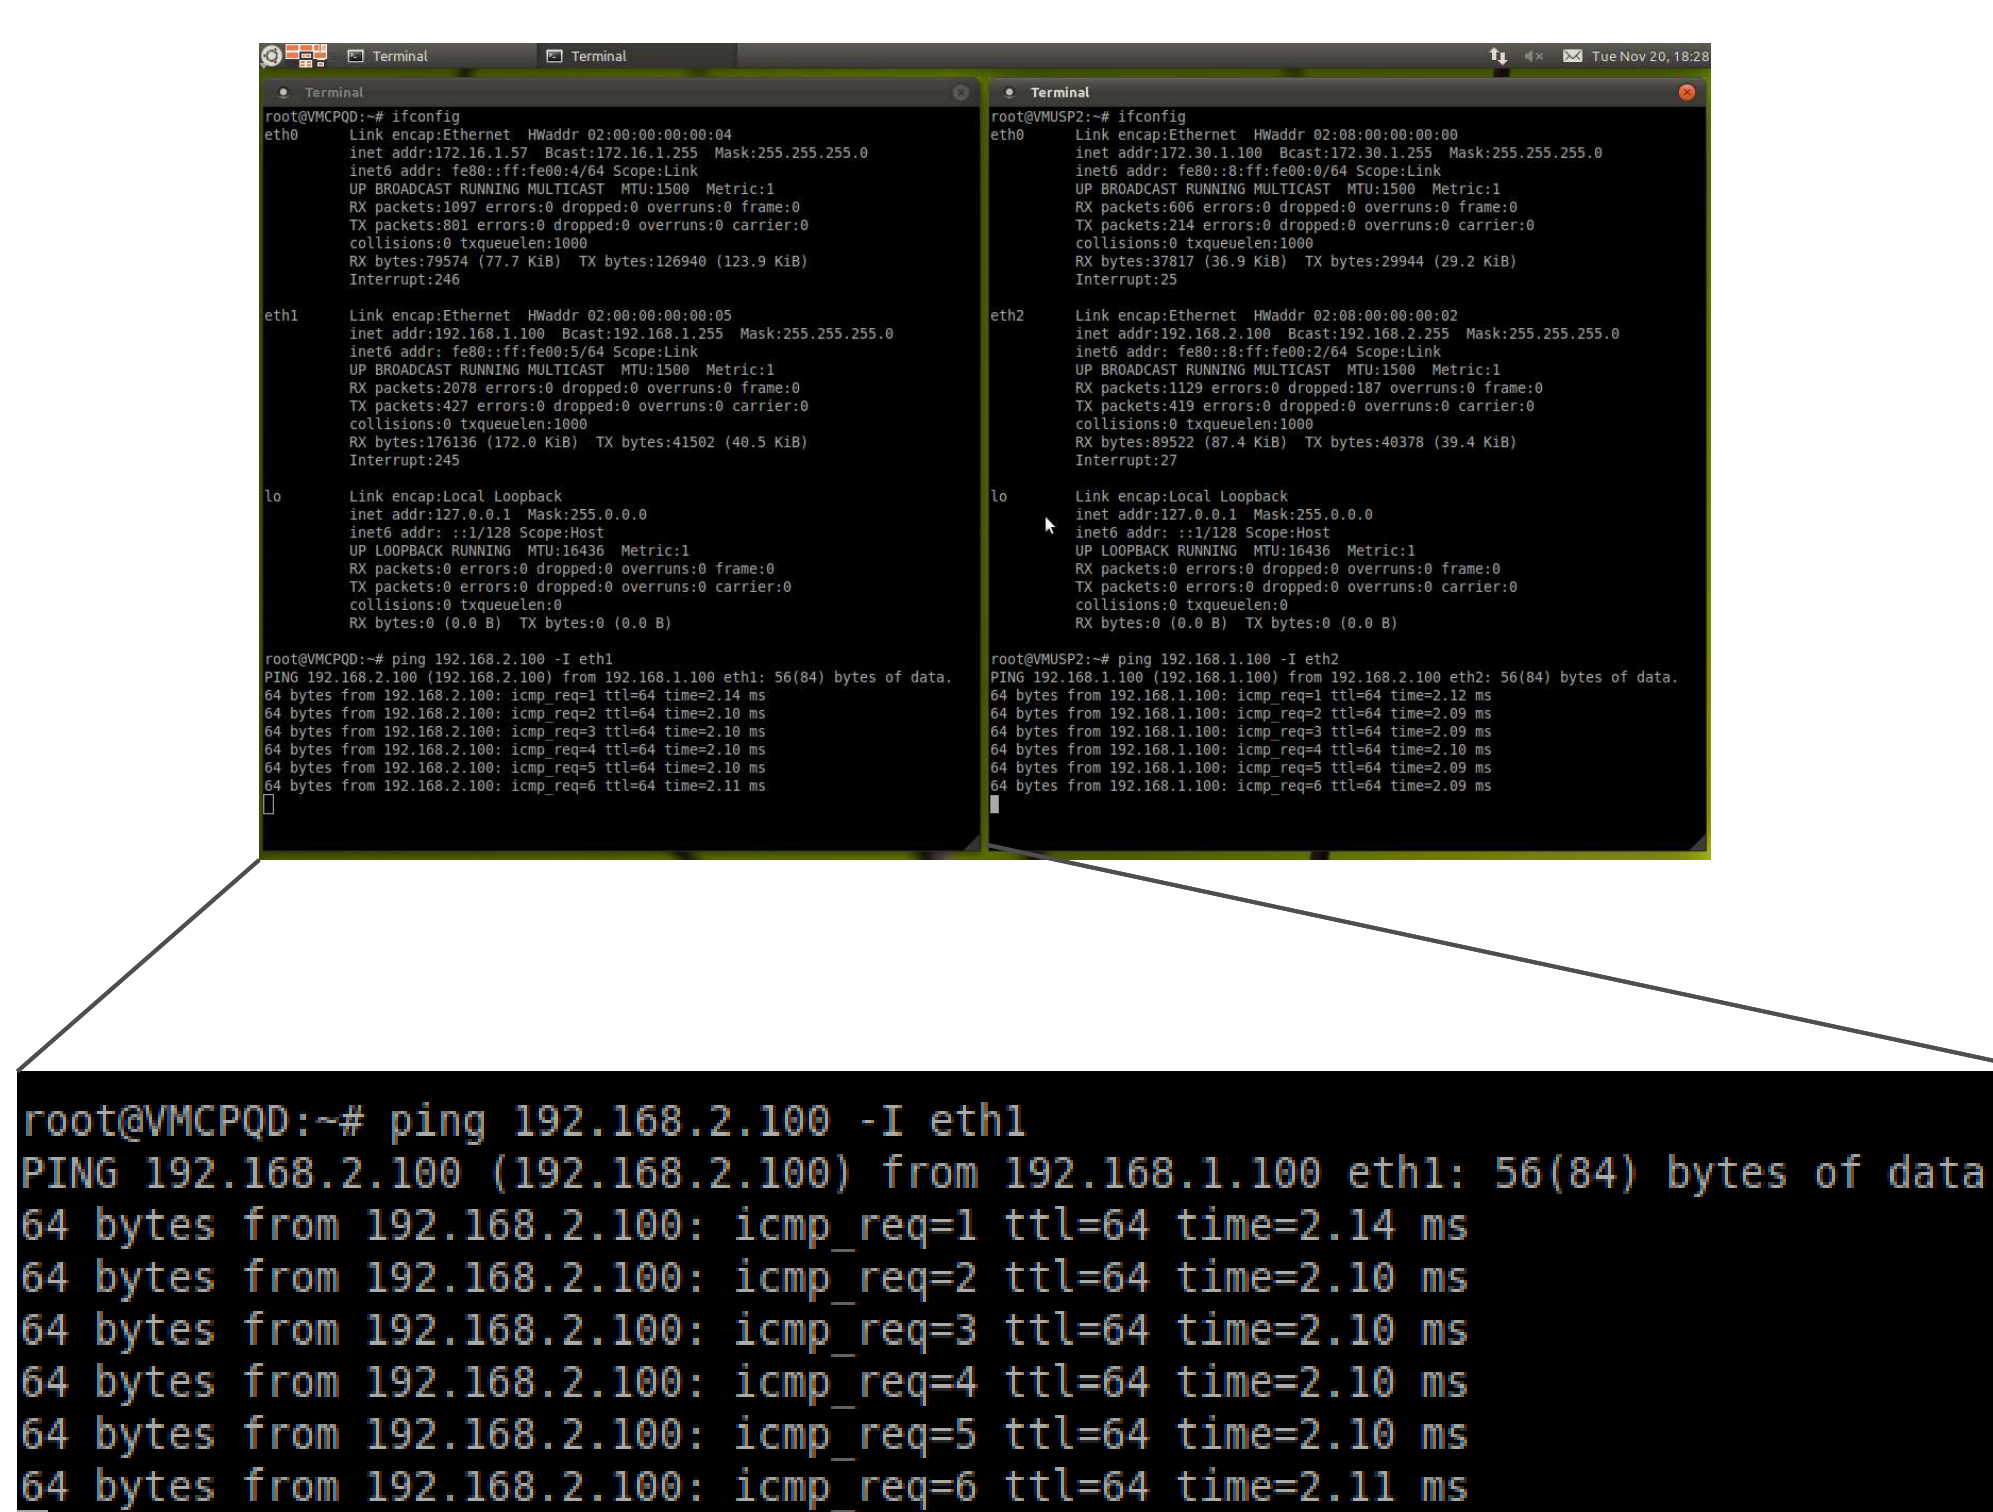 Terminal
Terminal
Tue Nov 20, 18:28
Terminal
root@VMCPQD:~# ifconfig
eth0 Link encap:Ethernet HWaddr 02:00:00:00:00:04
inet addr:172.16.1.57 Bcast:172.16.1.255 Mask:255.255.255.0
inet6 addr: fe80::ff:fe00:4/64 Scope:Link
UP BROADCAST RUNNING MULTICAST MTU:1500 Metric:1
RX packets:1097 errors:0 dropped:0 overruns:0 frame:0
TX packets:801 errors:0 dropped:0 overruns:0 carrier:0
collisions:0 txqueuelen:1000
RX bytes:79574 (77.7 KiB) TX bytes:126940 (123.9 KiB)
Interrupt:246
eth1 Link encap:Ethernet HWaddr 02:00:00:00:00:05
inet addr:192.168.1.100 Bcast:192.168.1.255 Mask:255.255.255.0
inet6 addr: fe80::ff:fe00:5/64 Scope:Link
UP BROADCAST RUNNING MULTICAST MTU:1500 Metric:1
RX packets:2078 errors:0 dropped:0 overruns:0 frame:0
TX packets:427 errors:0 dropped:0 overruns:0 carrier:0
collisions:0 txqueuelen:1000
RX bytes:176136 (172.0 KiB) TX bytes:41502 (40.5 KiB)
Interrupt:245
lo Link encap:Local Loopback
inet addr:127.0.0.1 Mask:255.0.0.0
inet6 addr: ::1/128 Scope:Host
UP LOOPBACK RUNNING MTU:16436 Metric:1
RX packets:0 errors:0 dropped:0 overruns:0 frame:0
TX packets:0 errors:0 dropped:0 overruns:0 carrier:0
collisions:0 txqueuelen:0
RX bytes:0 (0.0 B) TX bytes:0 (0.0 B)
root@VMCPQD:~# ping 192.168.2.100 -I eth1
PING 192.168.2.100 (192.168.2.100) from 192.168.1.100 eth1: 56(84) bytes of data.
64 bytes from 192.168.2.100: icmp_req=1 ttl=64 time=2.14 ms
64 bytes from 192.168.2.100: icmp_req=2 ttl=64 time=2.10 ms
64 bytes from 192.168.2.100: icmp_req=3 ttl=64 time=2.10 ms
64 bytes from 192.168.2.100: icmp_req=4 ttl=64 time=2.10 ms
64 bytes from 192.168.2.100: icmp_req=5 ttl=64 time=2.10 ms
64 bytes from 192.168.2.100: icmp_req=6 ttl=64 time=2.11 ms
Terminal
root@VMUSP2:~# ifconfig
eth0 Link encap:Ethernet HWaddr 02:08:00:00:00:00
inet addr:172.30.1.100 Bcast:172.30.1.255 Mask:255.255.255.0
inet6 addr: fe80::8:ff:fe00:0/64 Scope:Link
UP BROADCAST RUNNING MULTICAST MTU:1500 Metric:1
RX packets:606 errors:0 dropped:0 overruns:0 frame:0
TX packets:214 errors:0 dropped:0 overruns:0 carrier:0
collisions:0 txqueuelen:1000
RX bytes:37817 (36.9 KiB) TX bytes:29944 (29.2 KiB)
Interrupt:25
eth2 Link encap:Ethernet HWaddr 02:08:00:00:00:02
inet addr:192.168.2.100 Bcast:192.168.2.255 Mask:255.255.255.0
inet6 addr: fe80::8:ff:fe00:2/64 Scope:Link
UP BROADCAST RUNNING MULTICAST MTU:1500 Metric:1
RX packets:1129 errors:0 dropped:187 overruns:0 frame:0
TX packets:419 errors:0 dropped:0 overruns:0 carrier:0
collisions:0 txqueuelen:1000
RX bytes:89522 (87.4 KiB) TX bytes:40378 (39.4 KiB)
Interrupt:27
lo Link encap:Local Loopback
inet addr:127.0.0.1 Mask:255.0.0.0
inet6 addr: ::1/128 Scope:Host
UP LOOPBACK RUNNING MTU:16436 Metric:1
RX packets:0 errors:0 dropped:0 overruns:0 frame:0
TX packets:0 errors:0 dropped:0 overruns:0 carrier:0
collisions:0 txqueuelen:0
RX bytes:0 (0.0 B) TX bytes:0 (0.0 B)
root@VMUSP2:~# ping 192.168.1.100 -I eth2
PING 192.168.1.100 (192.168.1.100) from 192.168.2.100 eth2: 56(84) bytes of data.
64 bytes from 192.168.1.100: icmp_req=1 ttl=64 time=2.12 ms
64 bytes from 192.168.1.100: icmp_req=2 ttl=64 time=2.09 ms
64 bytes from 192.168.1.100: icmp_req=3 ttl=64 time=2.09 ms
64 bytes from 192.168.1.100: icmp_req=4 ttl=64 time=2.10 ms
64 bytes from 192.168.1.100: icmp_req=5 ttl=64 time=2.09 ms
64 bytes from 192.168.1.100: icmp_req=6 ttl=64 time=2.09 ms
root@VMCPQD:~# ping 192.168.2.100 -I eth1
PING 192.168.2.100 (192.168.2.100) from 192.168.1.100 eth1: 56(84) bytes of data
64 bytes from 192.168.2.100: icmp_req=1 ttl=64 time=2.14 ms
64 bytes from 192.168.2.100: icmp_req=2 ttl=64 time=2.10 ms
64 bytes from 192.168.2.100: icmp_req=3 ttl=64 time=2.10 ms
64 bytes from 192.168.2.100: icmp_req=4 ttl=64 time=2.10 ms
64 bytes from 192.168.2.100: icmp_req=5 ttl=64 time=2.10 ms
64 bytes from 192.168.2.100: icmp_req=6 ttl=64 time=2.11 ms